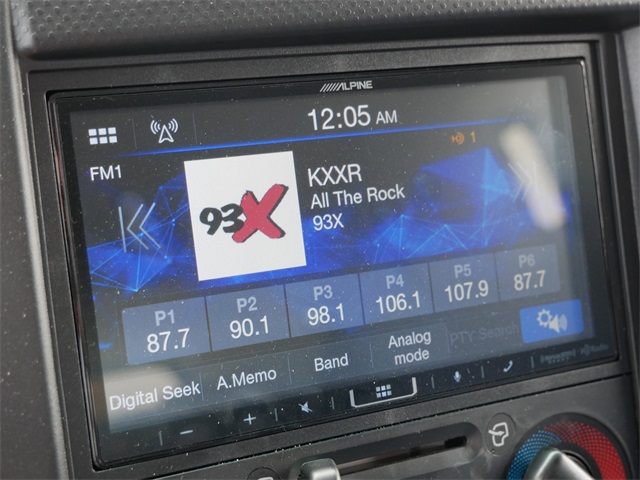 ALPINE
12:05 AM
1
FM1
93X
KXXR
All The Rock
93X
P1 P2 P3 P4 P5 P6
87.7 90.1 98.1 106.1 107.9 87.7
Digital Seek A.Memo Band Analog mode PTY Search
− +